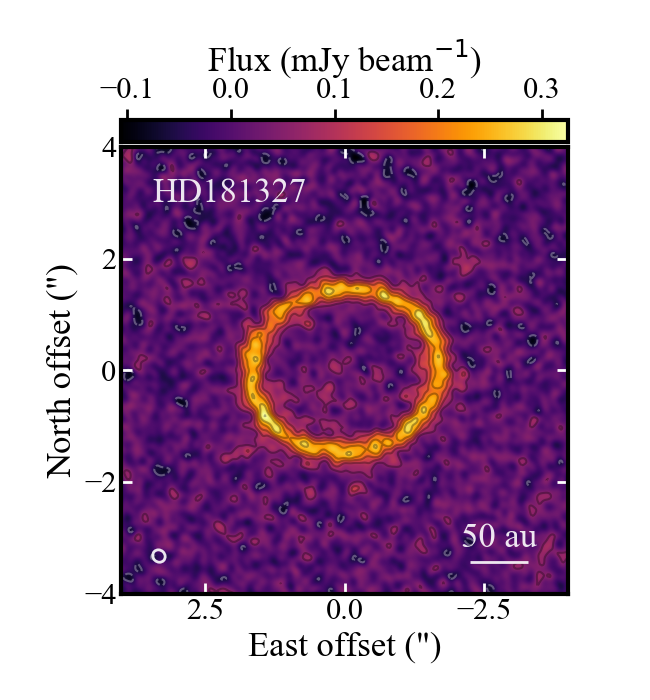 Flux (mJy beam⁻¹)
−0.1 0.0 0.1 0.2 0.3
HD181327
4
2
0
−2
−4
North offset (")
50 au
2.5 0.0 −2.5
East offset (")